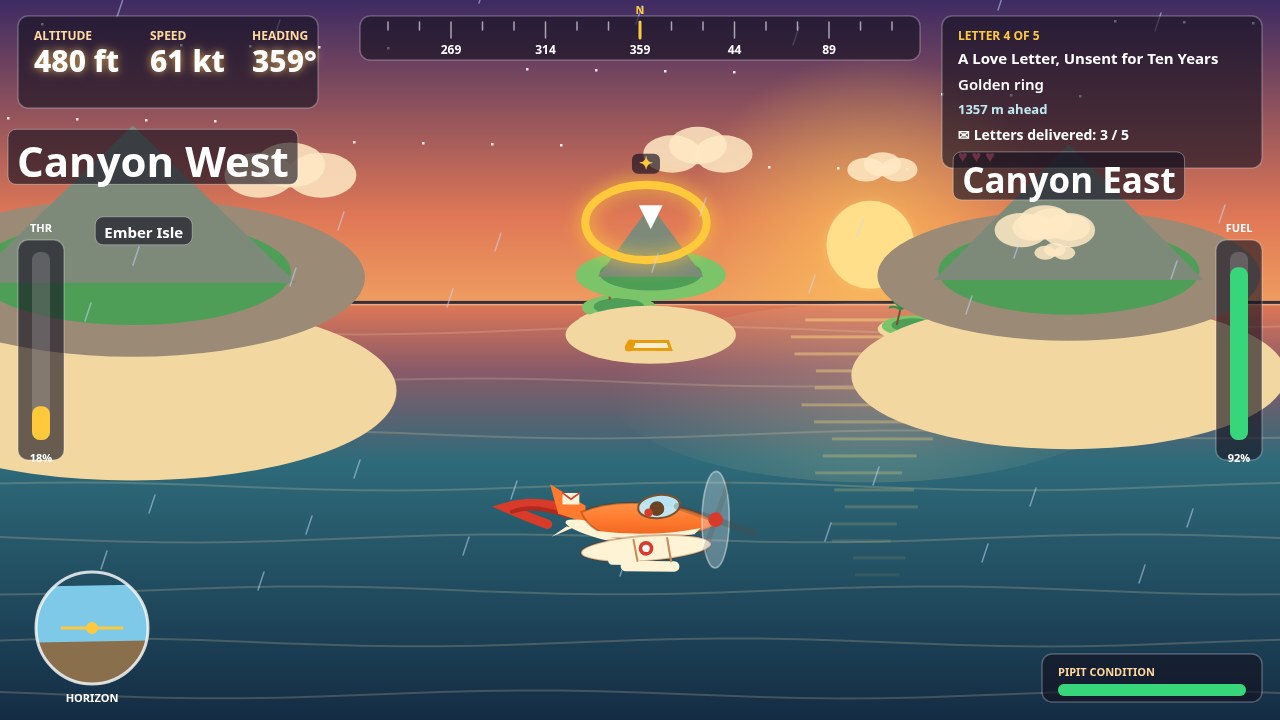 ALTITUDE SPEED HEADING
480 ft 61 kt 359°
N
269 314 359 44 89
LETTER 4 OF 5
A Love Letter, Unsent for Ten Years
Golden ring
1357 m ahead
✉ Letters delivered: 3 / 5
♥ ♥ ♥
Canyon West
Canyon East
✦
Ember Isle
THR
FUEL
18%
92%
HORIZON
PIPIT CONDITION